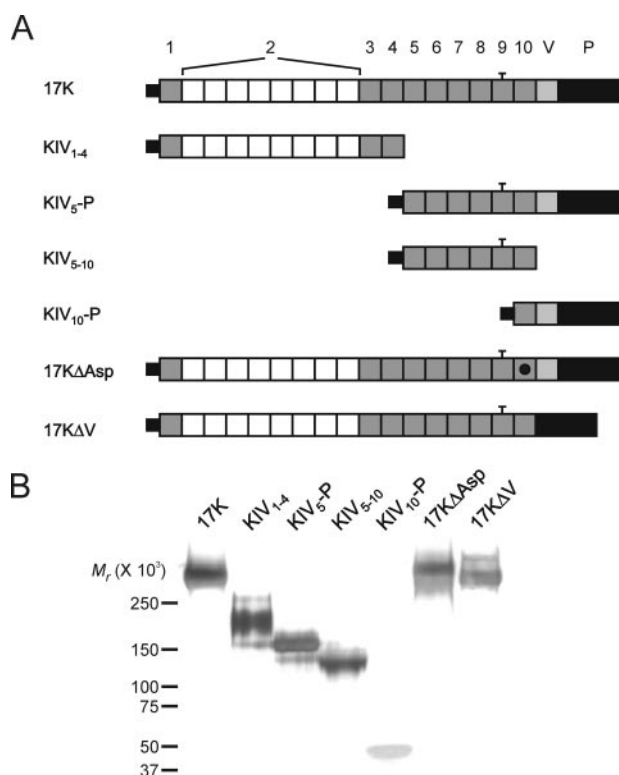 A
1 2 3 4 5 6 7 8 9 10 V P
17K
KIV1-4
KIV5-P
KIV5-10
KIV10-P
17KΔAsp
17KΔV
B
17K KIV1-4 KIV5-P KIV5-10 KIV10-P 17KΔAsp 17KΔV
Mr (X 10³)
250
150
100
75
50
37